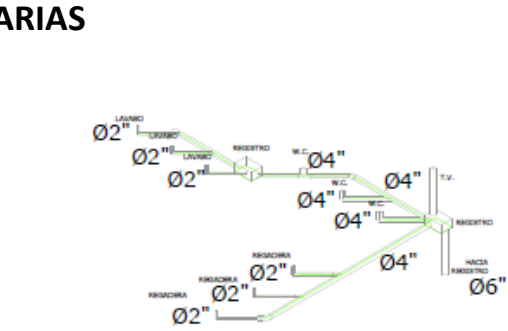 ARIAS
LAVABO
Ø2"
LAVABO
Ø2"
LAVABO
Ø2"
REGISTRO
W.C.
Ø4"
W.C.
Ø4"
Ø4"
W.C.
Ø4"
T.V.
REGISTRO
Ø4"
HACIA
REGISTRO
Ø6"
REGADERA
Ø2"
REGADERA
Ø2"
REGADERA
Ø2"